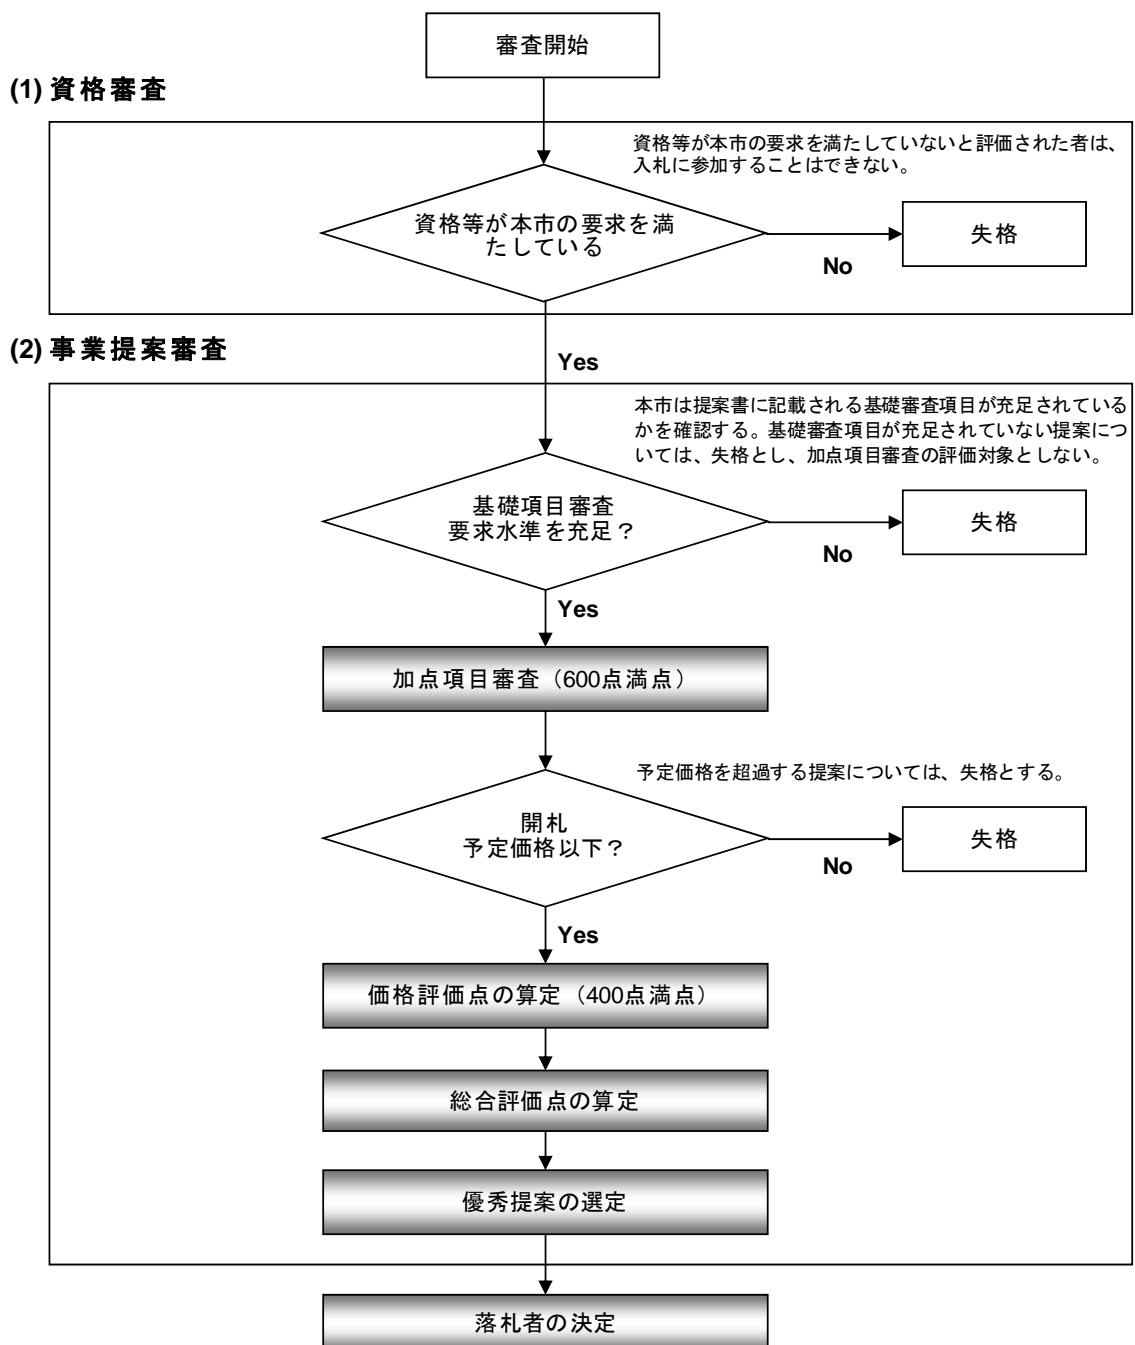 審査開始
(1) 資格審査
資格等が本市の要求を満たしていないと評価された者は、
入札に参加することはできない。
資格等が本市の要求を満
たしている
失格
No
(2) 事業提案審査
Yes
本市は提案書に記載される基礎審査項目が充足されている
かを確認する。基礎審査項目が充足されていない提案につ
いては、失格とし、加点項目審査の評価対象としない。
基礎項目審査
要求水準を充足？
失格
No
Yes
加点項目審査（600点満点）
予定価格を超過する提案については、失格とする。
開札
予定価格以下？
失格
No
Yes
価格評価点の算定（400点満点）
総合評価点の算定
優秀提案の選定
落札者の決定